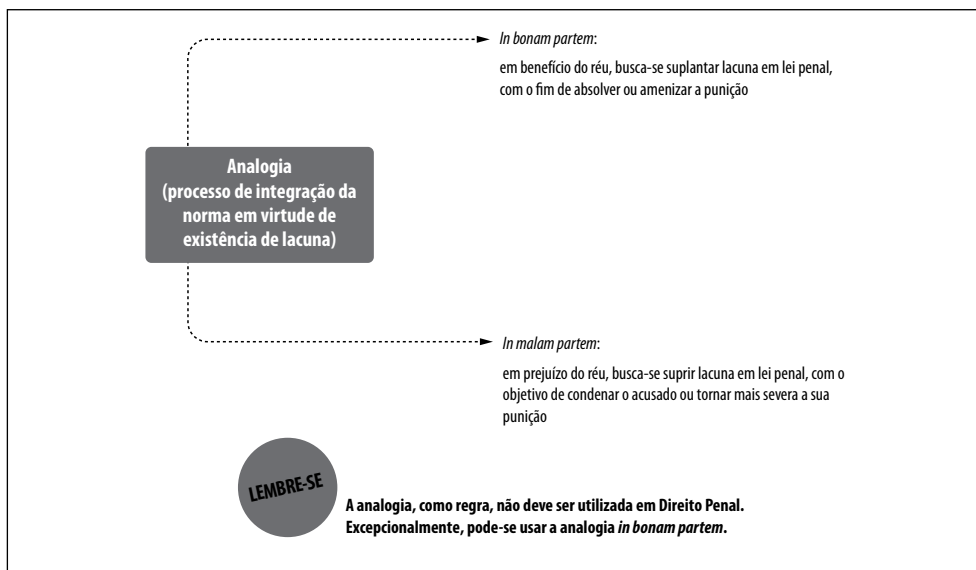 In bonam partem:
em benefício do réu, busca-se suplantar lacuna em lei penal,
com o fim de absolver ou amenizar a punição
Analogia
(processo de integração da
norma em virtude de
existência de lacuna)
In malam partem:
em prejuízo do réu, busca-se suprir lacuna em lei penal, com o
objetivo de condenar o acusado ou tornar mais severa a sua
punição
LEMBRE-SE
A analogia, como regra, não deve ser utilizada em Direito Penal.
Excepcionalmente, pode-se usar a analogia in bonam partem.